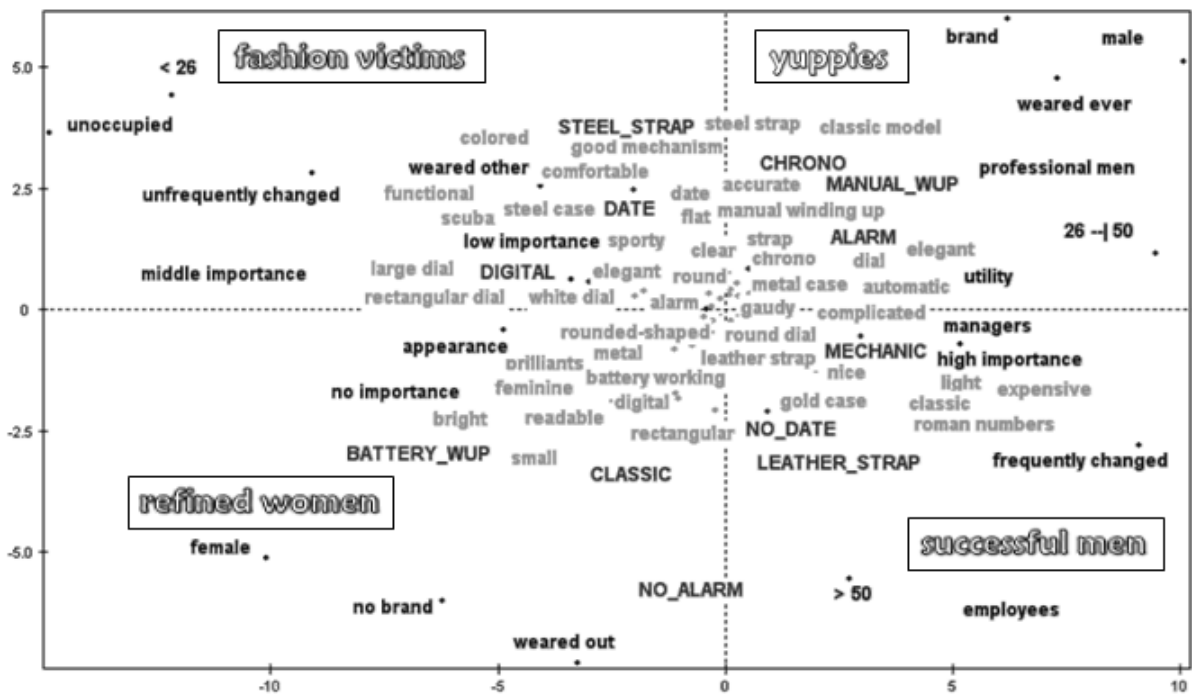 fashion victims
yuppies
brand
male
5.0
< 26
weared ever
unoccupied
STEEL_STRAP
steel strap
classic model
colored
good mechanism
weared other
comfortable
CHRONO
professional men
2.5
unfrequently changed
functional
date
accurate
MANUAL_WUP
scuba
steel case
DATE
flat
manual winding up
low importance
sporty
clear
strap
ALARM
elegant
26 --| 50
middle importance
large dial
DIGITAL
elegant
round
chrono
dial
utility
metal case
automatic
rectangular dial
white dial
alarm
gaudy
complicated
0
managers
rounded-shaped
round dial
appearance
metal
leather strap
MECHANIC
high importance
brilliants
nice
no importance
feminine
battery working
light
expensive
digital
gold case
classic
bright
readable
rectangular
NO_DATE
roman numbers
-2.5
BATTERY_WUP
small
CLASSIC
LEATHER_STRAP
frequently changed
refined women
successful men
female
-5.0
NO_ALARM
> 50
no brand
employees
weared out
-10
-5
0
5
10